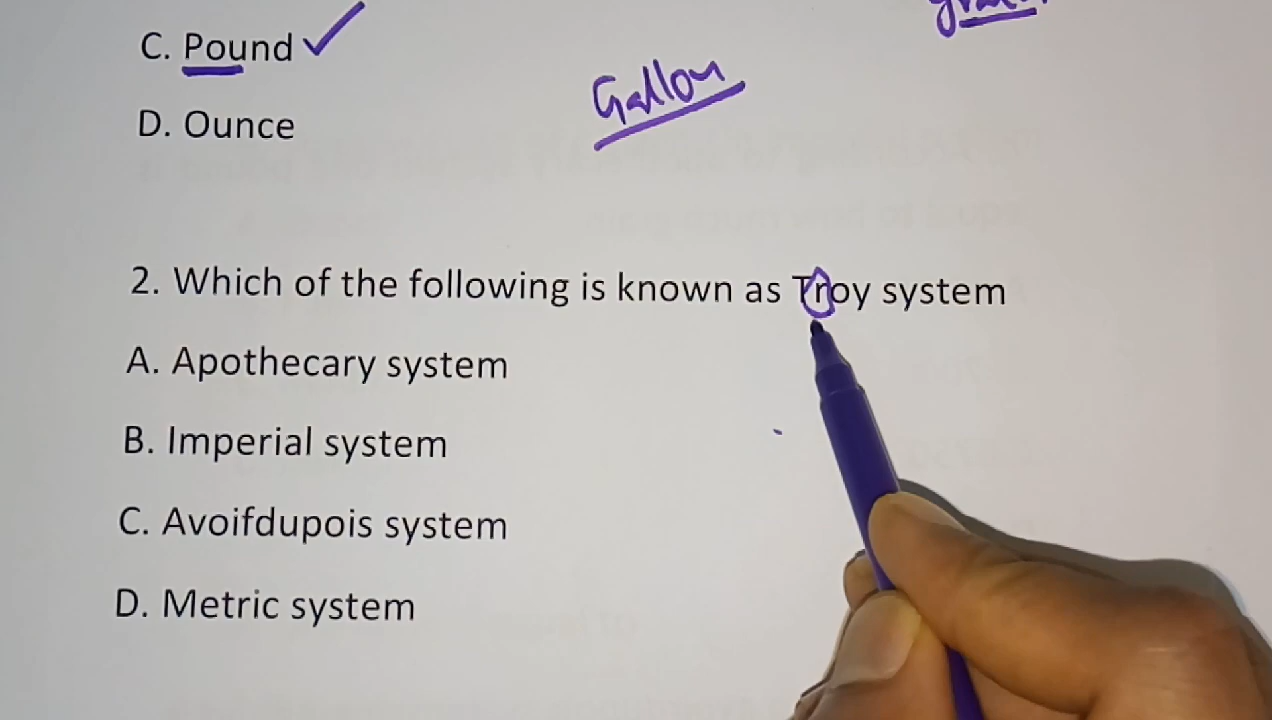 C. Pound
Gallon
D. Ounce
2. Which of the following is known as Troy system
A. Apothecary system
B. Imperial system
C. Avoifdupois system
D. Metric system